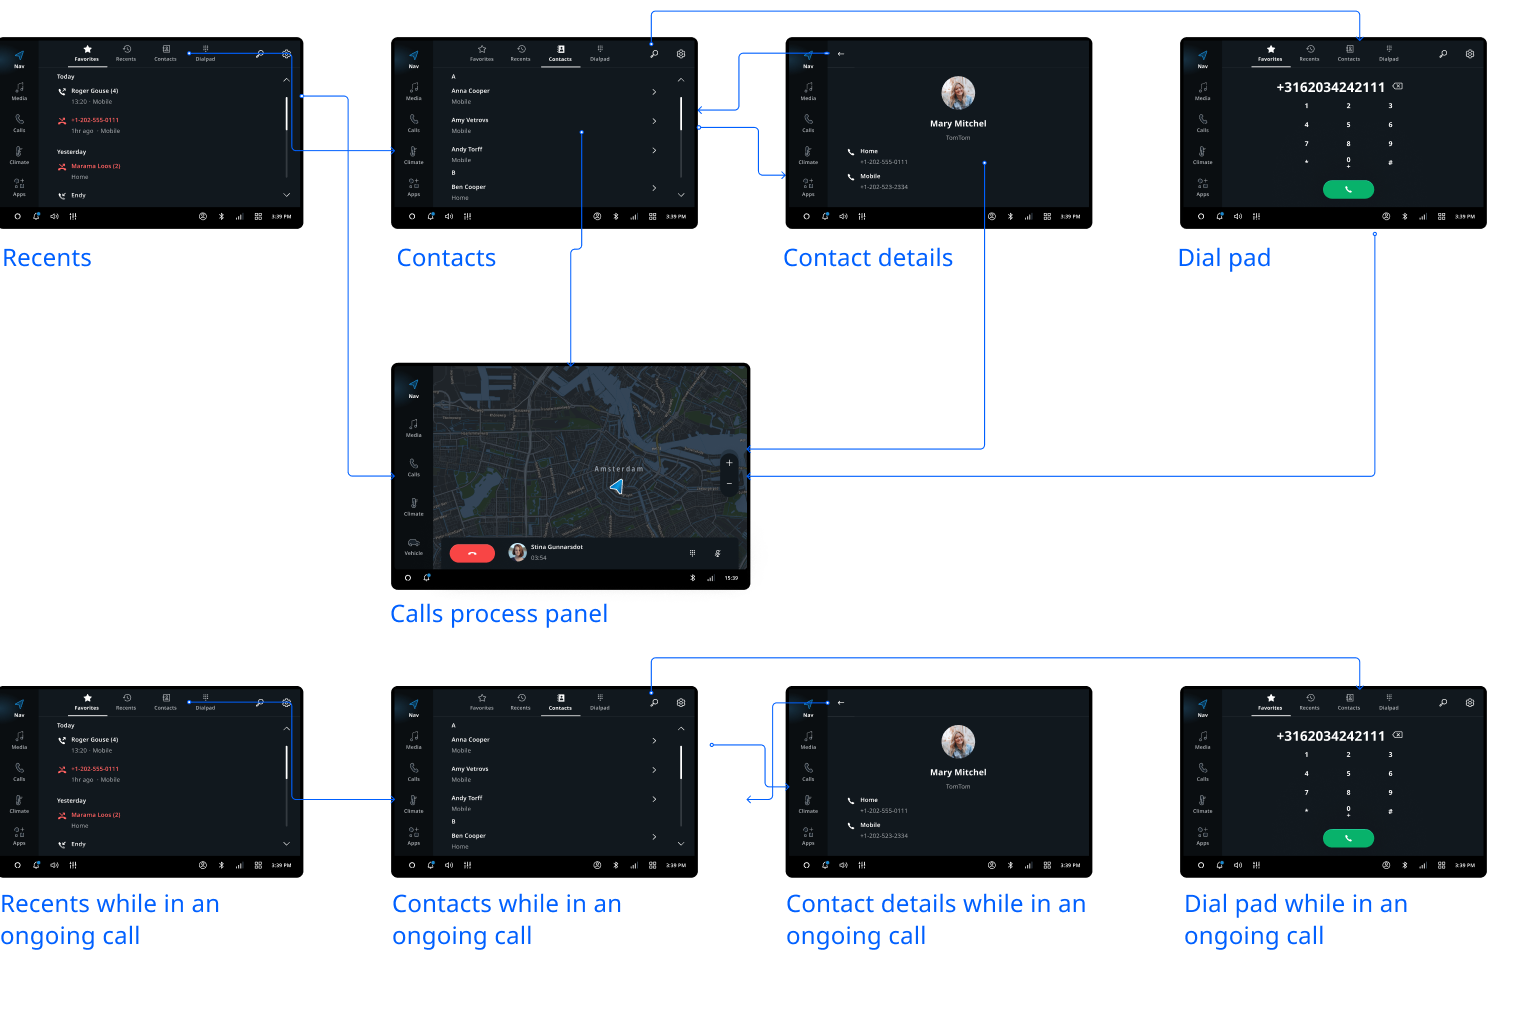 Favorites Recents Contacts Dialpad
Nav
Media
Calls
Climate
Apps
Today
Roger Gouse (4)
13:20 · Mobile
+1-202-555-0111
1hr ago · Mobile
Yesterday
Marama Loos (2)
Home
Endy
3:39 PM
Recents
Favorites Recents Contacts Dialpad
Nav
Media
Calls
Climate
Apps
A
Anna Cooper
Mobile
Amy Vetrovs
Mobile
Andy Torff
Mobile
B
Ben Cooper
Home
3:39 PM
Contacts
Nav
Media
Calls
Climate
Apps
Mary Mitchel
TomTom
Home
+1-202-555-0111
Mobile
+1-202-523-2334
3:39 PM
Contact details
Favorites Recents Contacts Dialpad
Nav
Media
Calls
Climate
Apps
+3162034242111
1 2 3
4 5 6
7 8 9
* 0 #
+
3:39 PM
Dial pad
Nav
Media
Calls
Climate
Vehicle
Amsterdam
+
−
Stina Gunnarsdot
03:54
15:39
Calls process panel
Favorites Recents Contacts Dialpad
Nav
Media
Calls
Climate
Apps
Today
Roger Gouse (4)
13:20 · Mobile
+1-202-555-0111
1hr ago · Mobile
Yesterday
Marama Loos (2)
Home
Endy
3:39 PM
Recents while in an
ongoing call
Favorites Recents Contacts Dialpad
Nav
Media
Calls
Climate
Apps
A
Anna Cooper
Mobile
Amy Vetrovs
Mobile
Andy Torff
Mobile
B
Ben Cooper
Home
3:39 PM
Contacts while in an
ongoing call
Nav
Media
Calls
Climate
Apps
Mary Mitchel
TomTom
Home
+1-202-555-0111
Mobile
+1-202-523-2334
3:39 PM
Contact details while in an
ongoing call
Favorites Recents Contacts Dialpad
Nav
Media
Calls
Climate
Apps
+3162034242111
1 2 3
4 5 6
7 8 9
* 0 #
+
3:39 PM
Dial pad while in an
ongoing call